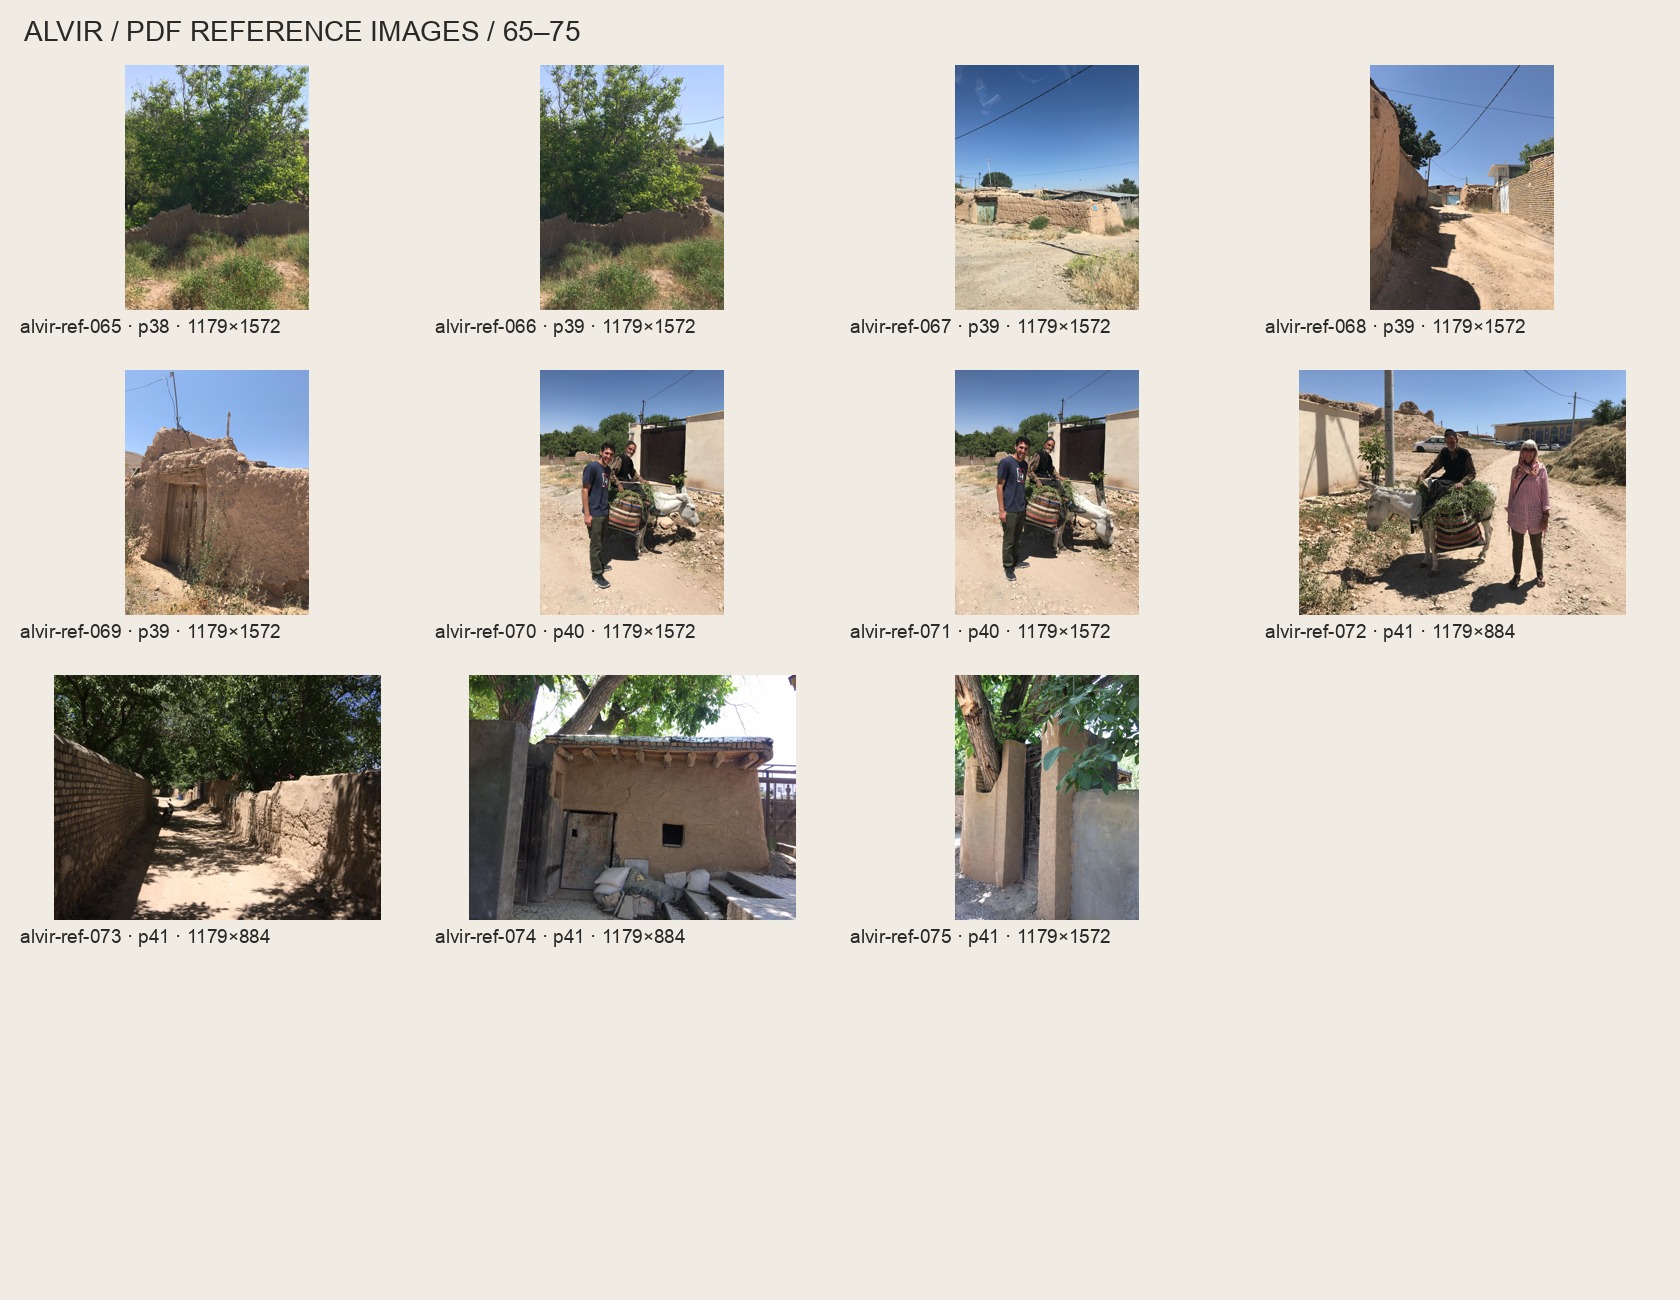 ALVIR / PDF REFERENCE IMAGES / 65–75
alvir-ref-065 · p38 · 1179×1572
alvir-ref-066 · p39 · 1179×1572
alvir-ref-067 · p39 · 1179×1572
alvir-ref-068 · p39 · 1179×1572
alvir-ref-069 · p39 · 1179×1572
alvir-ref-070 · p40 · 1179×1572
alvir-ref-071 · p40 · 1179×1572
alvir-ref-072 · p41 · 1179×884
alvir-ref-073 · p41 · 1179×884
alvir-ref-074 · p41 · 1179×884
alvir-ref-075 · p41 · 1179×1572